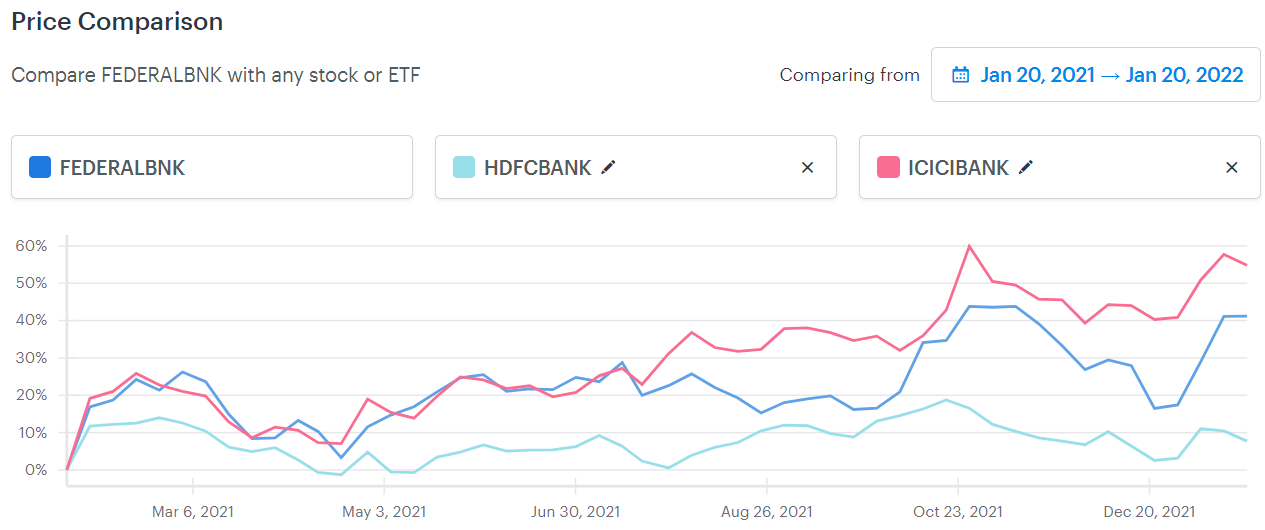 Price Comparison
Compare FEDERALBNK with any stock or ETF
Comparing from
Jan 20, 2021 → Jan 20, 2022
FEDERALBNK
HDFCBANK
ICICIBANK
60%
50%
40%
30%
20%
10%
0%
Mar 6, 2021 May 3, 2021 Jun 30, 2021 Aug 26, 2021 Oct 23, 2021 Dec 20, 2021